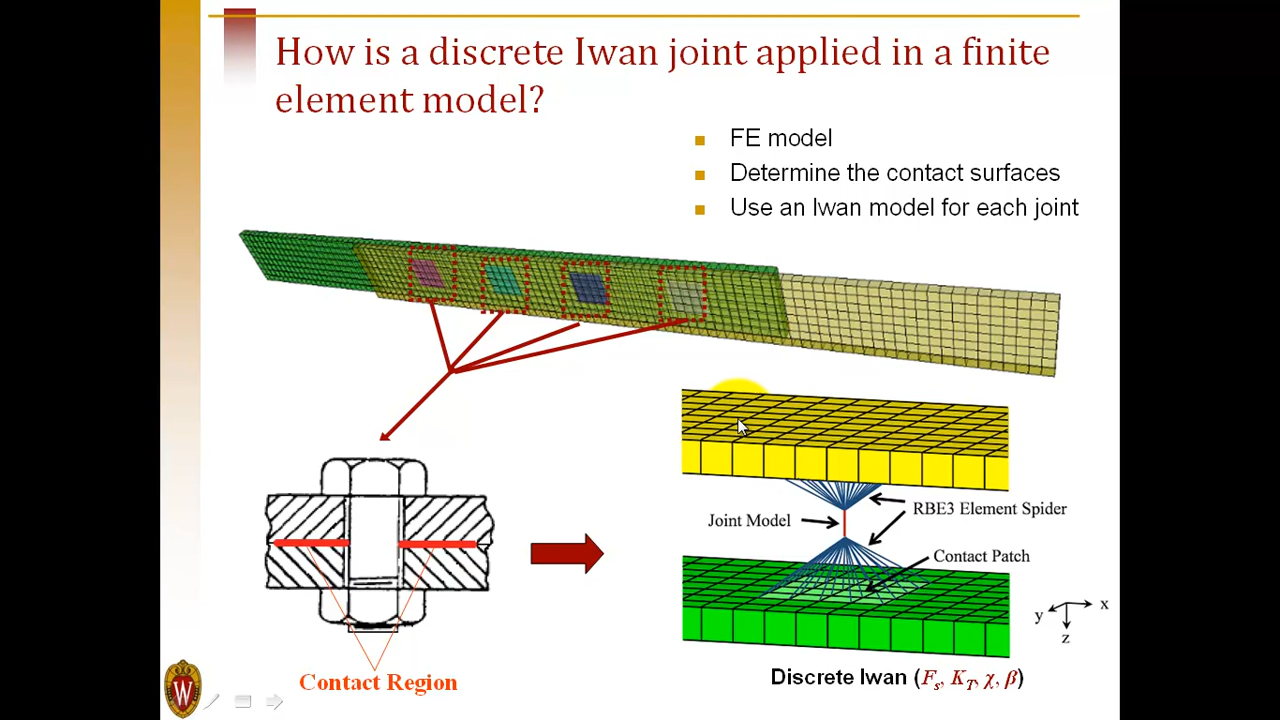 How is a discrete Iwan joint applied in a finite
element model?
FE model
Determine the contact surfaces
Use an Iwan model for each joint
Joint Model
RBE3 Element Spider
Contact Patch
x
y
z
Contact Region
Discrete Iwan (F_s, K_T, χ, β)
W